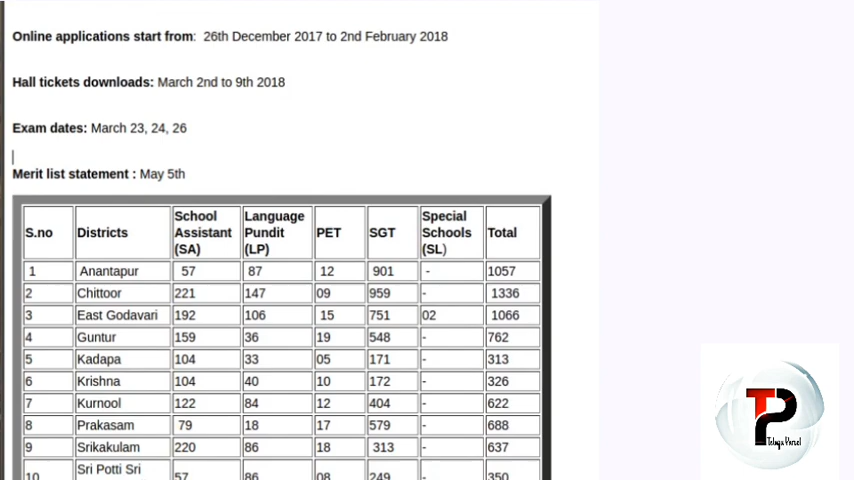 Online applications start from: 26th December 2017 to 2nd February 2018
Hall tickets downloads: March 2nd to 9th 2018
Exam dates: March 23, 24, 26
Merit list statement : May 5th
S.no Districts School Assistant (SA) Language Pundit (LP) PET SGT Special Schools (SL) Total
1 Anantapur 57 87 12 901 - 1057
2 Chittoor 221 147 09 959 - 1336
3 East Godavari 192 106 15 751 02 1066
4 Guntur 159 36 19 548 - 762
5 Kadapa 104 33 05 171 - 313
6 Krishna 104 40 10 172 - 326
7 Kurnool 122 84 12 404 - 622
8 Prakasam 79 18 17 579 - 688
9 Srikakulam 220 86 18 313 - 637
10 Sri Potti Sri 57 86 08 249 - 350
TP
Telugu Parcel